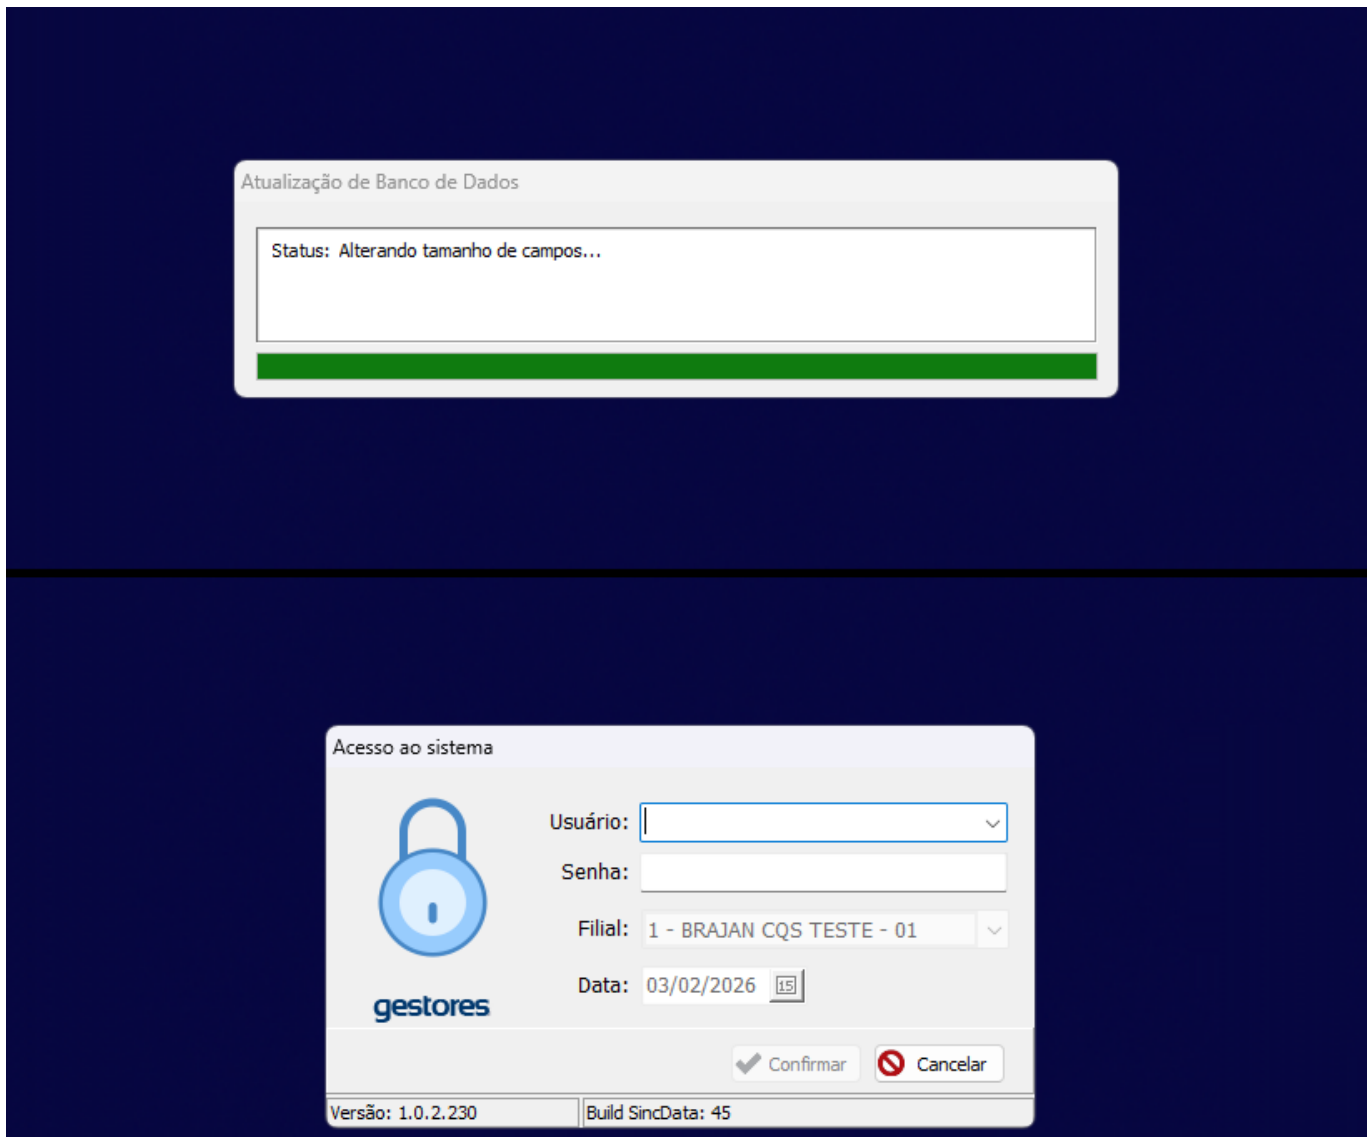 Atualização de Banco de Dados
Status: Alterando tamanho de campos...
Acesso ao sistema
Usuário:
Senha:
Filial: 1 - BRAJAN CQS TESTE - 01
Data: 03/02/2026 15
gestores
Confirmar Cancelar
Versão: 1.0.2.230 Build SincData: 45